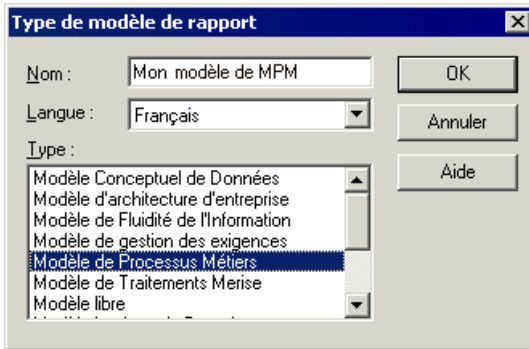 Type de modèle de rapport
Nom :
Mon modèle de MPM
OK
Langue :
Français
Annuler
Type :
Aide
Modèle Conceptuel de Données
Modèle d'architecture d'entreprise
Modèle de Fluidité de l'Information
Modèle de gestion des exigences
Modèle de Processus Métiers
Modèle de Traitements Merise
Modèle libre